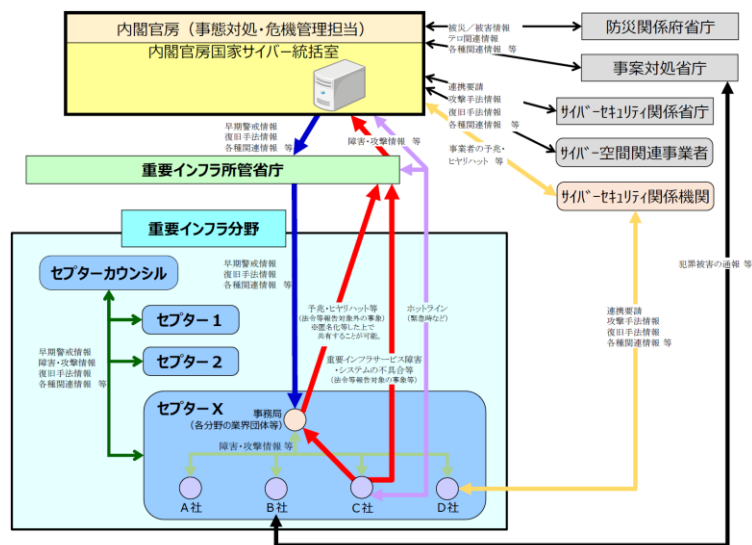 内閣官房（事態対処・危機管理担当）
内閣官房国家サイバー統括室
被災／被害情報
テロ関連情報
各種関連情報　等
防災関係府省庁
事案対処省庁
連携要請
攻撃手法情報
復旧手法情報
各種関連情報　等
ｻｲﾊﾞｰｾｷｭﾘﾃｨ関係省庁
サイバー空間関連事業者
事業者の予兆・
ヒヤリハット　等
ｻｲﾊﾞｰｾｷｭﾘﾃｨ関係機関
早期警戒情報
復旧手法情報
各種関連情報　等
障害・攻撃情報　等
重要インフラ所管省庁
重要インフラ分野
セプターカウンシル
セプター１
セプター２
早期警戒情報
障害・攻撃情報
復旧手法情報
各種関連情報　等
早期警戒情報
復旧手法情報
各種関連情報　等
予兆・ヒヤリハット等
（法令等報告対象外の事象）
※匿名化等した上で
共有することが可能。
ホットライン
（緊急時など）
重要インフラサービス障害
・システムの不具合等
（法令等報告対象の事象等）
犯罪被害の通報　等
連携要請
攻撃手法情報
復旧手法情報
各種関連情報　等
セプターＸ
事務局
（各分野の業界団体等）
障害・攻撃情報　等
Ａ社
Ｂ社
Ｃ社
Ｄ社